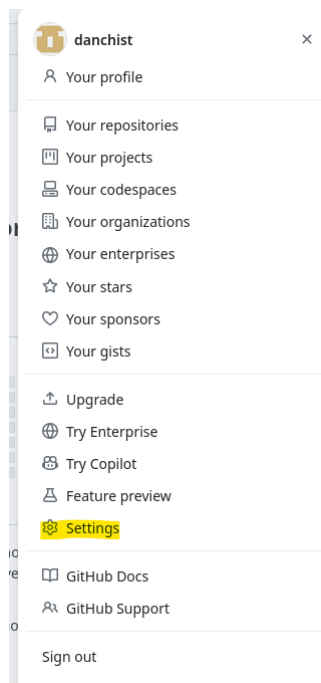 danchist
Your profile
Your repositories
Your projects
Your codespaces
Your organizations
Your enterprises
Your stars
Your sponsors
Your gists
Upgrade
Try Enterprise
Try Copilot
Feature preview
Settings
GitHub Docs
GitHub Support
Sign out